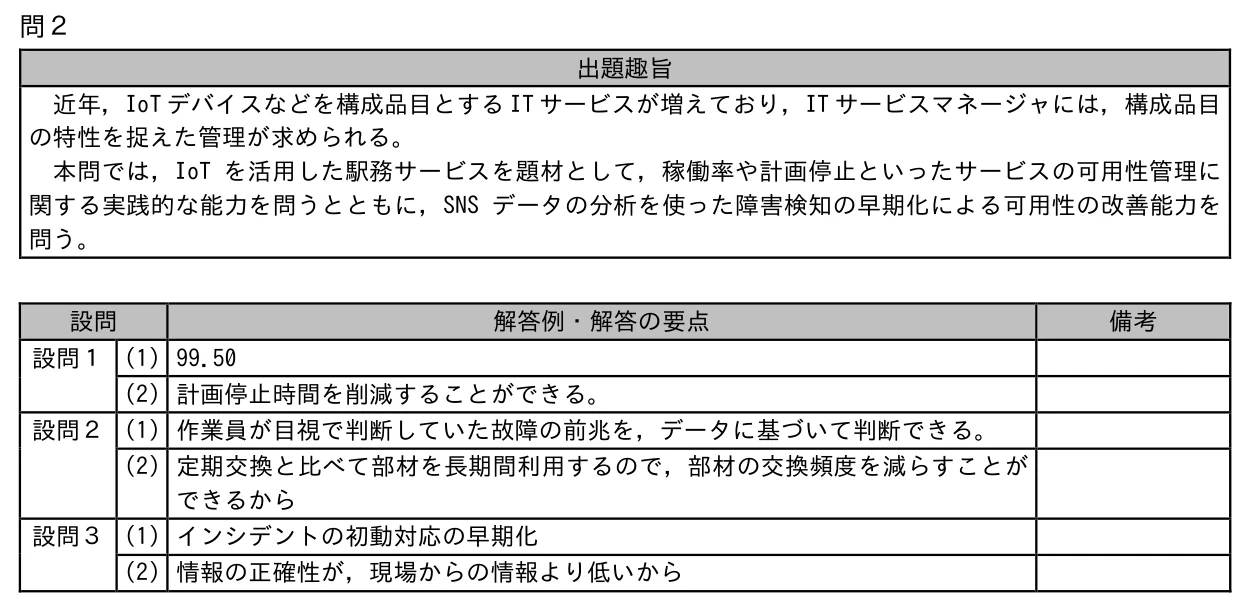 問２
出題趣旨
近年，IoTデバイスなどを構成品目とするITサービスが増えており，ITサービスマネージャには，構成品目
の特性を捉えた管理が求められる。
本問では，IoT を活用した駅務サービスを題材として，稼働率や計画停止といったサービスの可用性管理に
関する実践的な能力を問うとともに，SNS データの分析を使った障害検知の早期化による可用性の改善能力を
問う。
設問 解答例・解答の要点 備考
設問１ (1) 99.50
(2) 計画停止時間を削減することができる。
設問２ (1) 作業員が目視で判断していた故障の前兆を，データに基づいて判断できる。
(2) 定期交換と比べて部材を長期間利用するので，部材の交換頻度を減らすことが
できるから
設問３ (1) インシデントの初動対応の早期化
(2) 情報の正確性が，現場からの情報より低いから